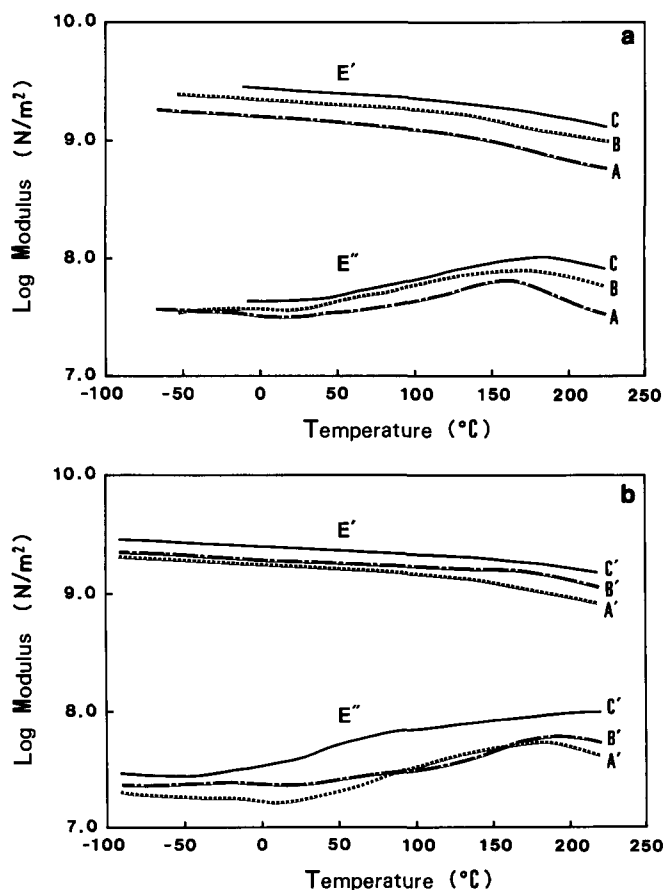 a
10.0
E′
C
B
9.0
A
Log Modulus (N/m²)
E″
8.0
C
B
A
7.0
-100 -50 0 50 100 150 200 250
Temperature (°C)
b
10.0
E′
C′
B′
A′
9.0
Log Modulus (N/m²)
E″
8.0
C′
B′
A′
7.0
-100 -50 0 50 100 150 200 250
Temperature (°C)